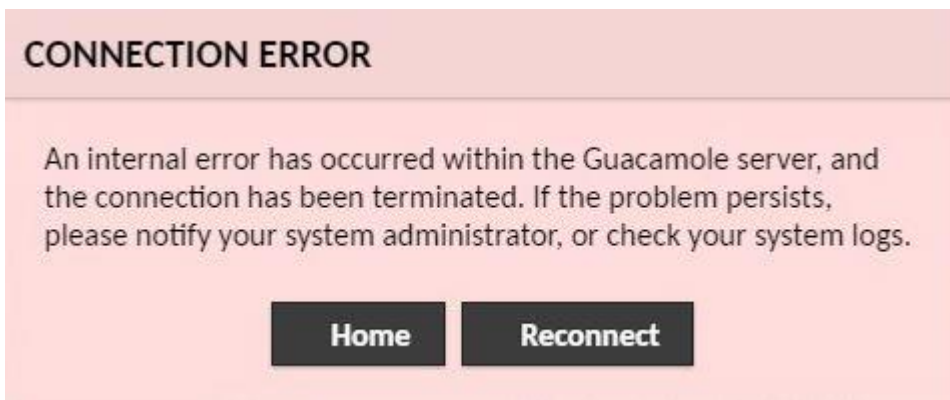 CONNECTION ERROR
An internal error has occurred within the Guacamole server, and
the connection has been terminated. If the problem persists,
please notify your system administrator, or check your system logs.
Home
Reconnect